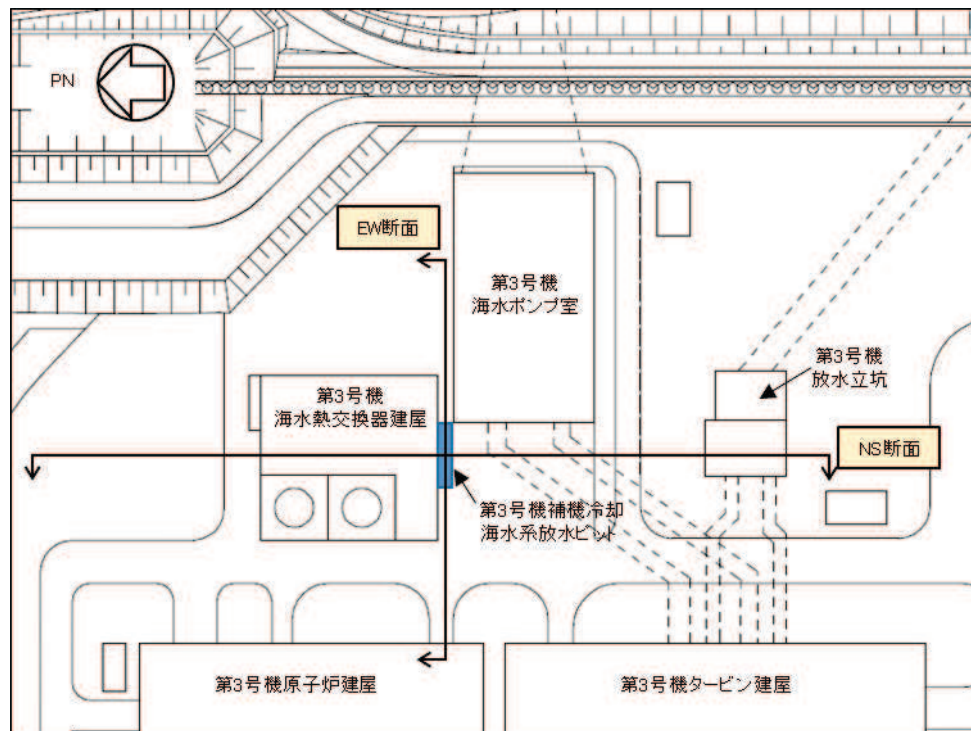 PN
EW断面
第3号機
海水ポンプ室
第3号機
放水立坑
第3号機
海水熱交換器建屋
NS断面
第3号機補機冷却
海水系放水ピット
第3号機原子炉建屋
第3号機タービン建屋